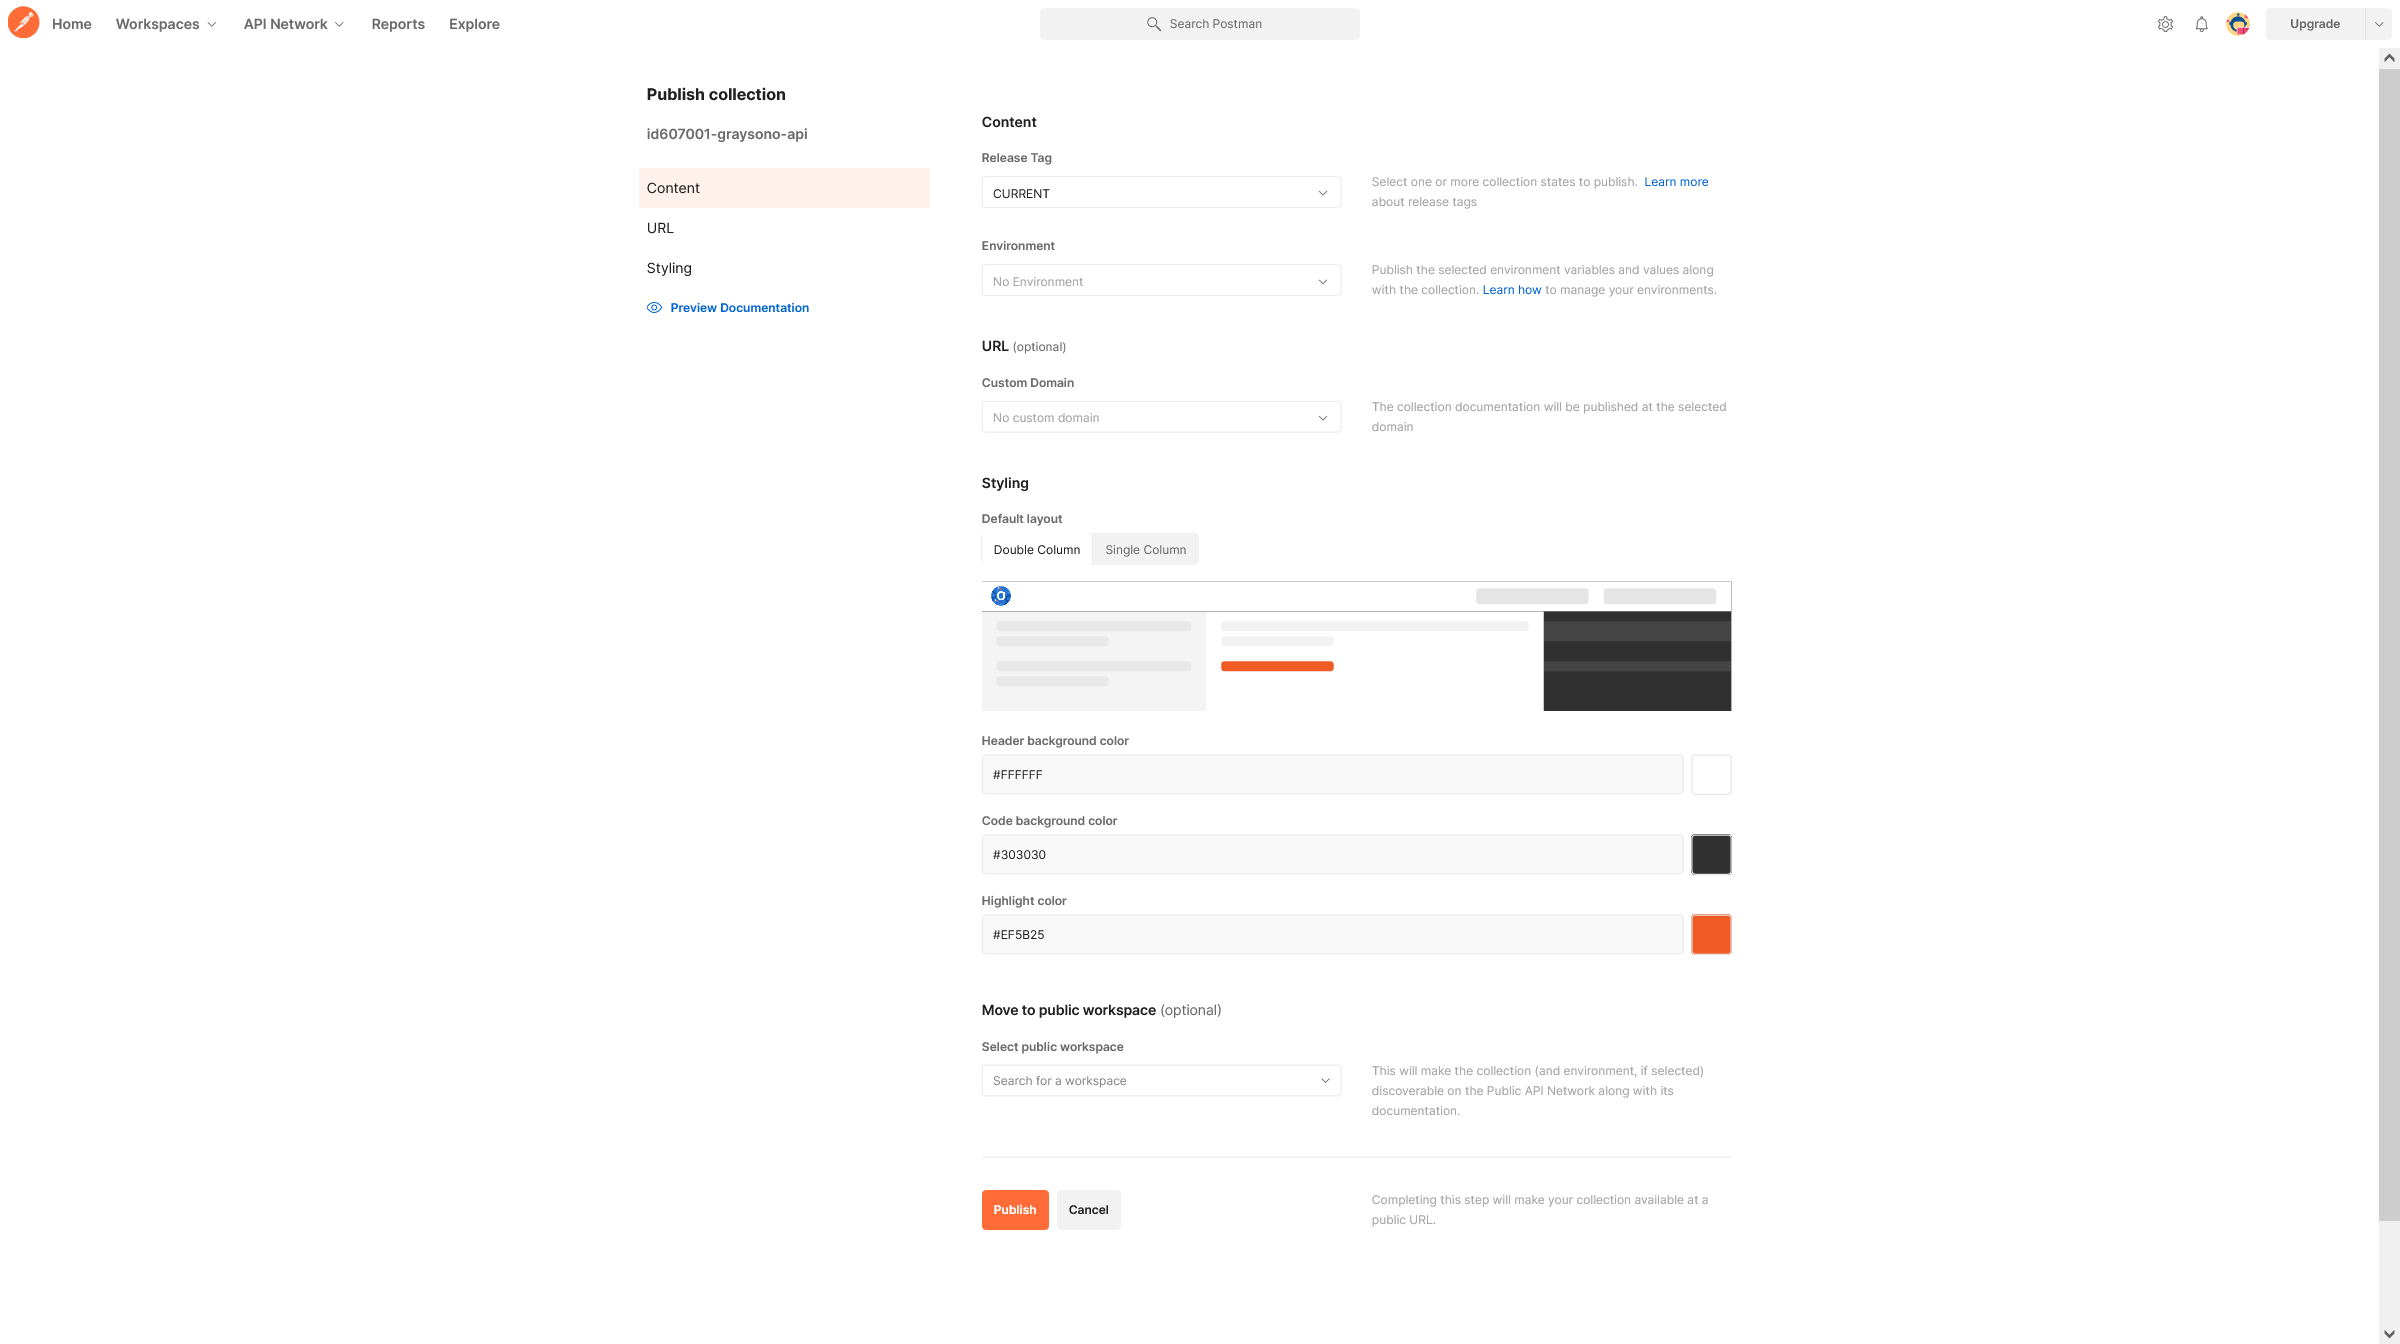 Home
Workspaces
API Network
Reports
Explore
Search Postman
Upgrade
Publish collection
id607001-graysono-api
Content
URL
Styling
Preview Documentation
Content
Release Tag
CURRENT
Select one or more collection states to publish. Learn more
about release tags
Environment
No Environment
Publish the selected environment variables and values along
with the collection. Learn how to manage your environments.
URL (optional)
Custom Domain
No custom domain
The collection documentation will be published at the selected
domain
Styling
Default layout
Double Column
Single Column
a
Header background color
#FFFFFF
Code background color
#303030
Highlight color
#EF5B25
Move to public workspace (optional)
Select public workspace
Search for a workspace
This will make the collection (and environment, if selected)
discoverable on the Public API Network along with its
documentation.
Publish
Cancel
Completing this step will make your collection available at a
public URL.